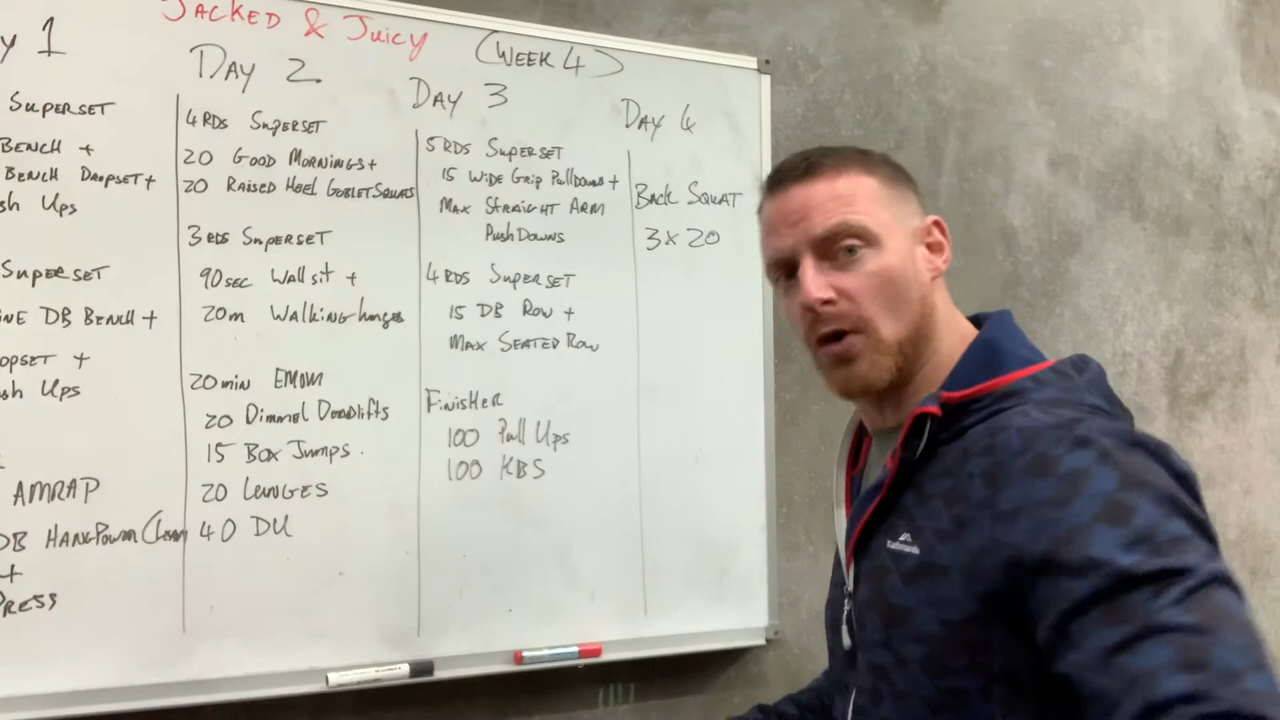 JACKED & JUICY
(WEEK 4)
y 1
SUPERSET
BENCH +
BENCH DROPSET +
sh Ups
SUPERSET
INE DB BENCH +
OPSET +
sh Ups
AMRAP
DB HANG POWER Clean
+
PRESS
DAY 2
4 RDS SUPERSET
20 GOOD MORNINGS +
20 RAISED HEEL GOBLET SQUATS
3 RDS SUPERSET
90 SEC Wall sit +
20m Walking lunges
20 min EMOM
20 Dimmel Deadlifts
15 Box Jumps.
20 LUNGES
40 DU
DAY 3
5 RDS SUPERSET
15 WIDE GRIP Pulldowns +
MAX STRAIGHT ARM
PushDowns
4 RDS SUPERSET
15 DB Row +
MAX SEATED ROW
FINISHER
100 Pull Ups
100 KBS
DAY 4
BACK SQUAT
3 x 20
Kathmandu